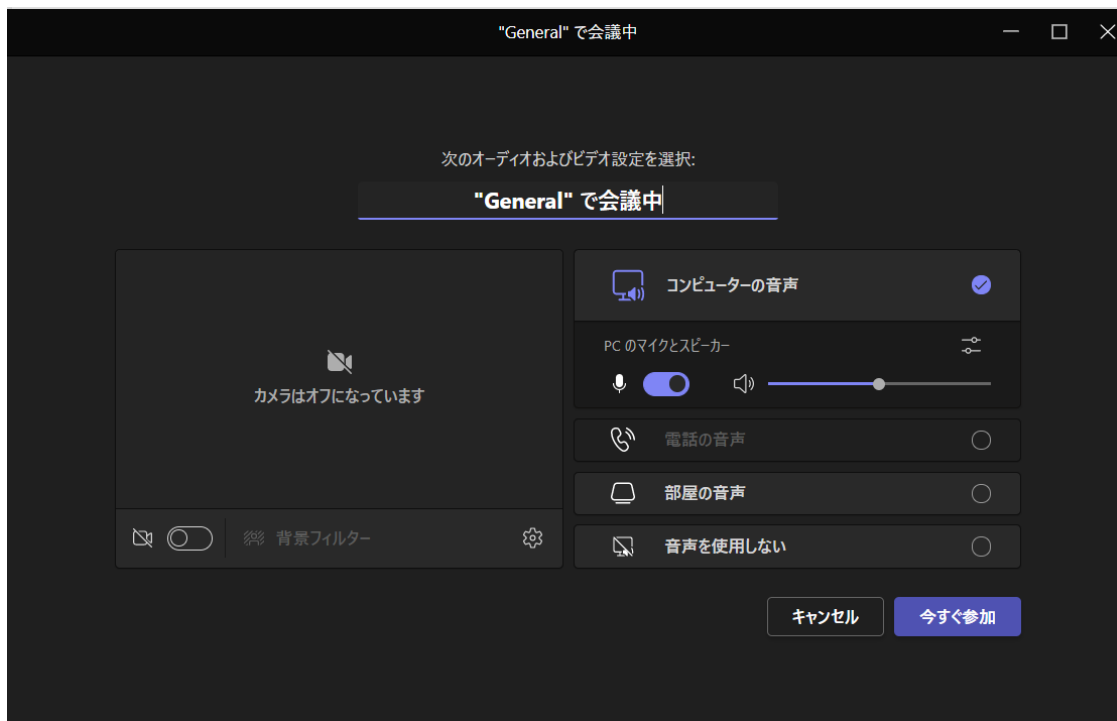 "General" で会議中
次のオーディオおよびビデオ設定を選択:
"General" で会議中
カメラはオフになっています
背景フィルター
コンピューターの音声
PC のマイクとスピーカー
電話の音声
部屋の音声
音声を使用しない
キャンセル
今すぐ参加